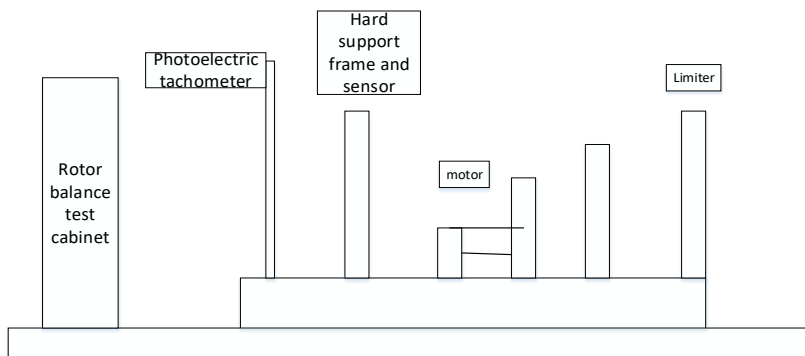 Photoelectric
tachometer
Hard
support
frame and
sensor
Limiter
Rotor
balance
test
cabinet
motor